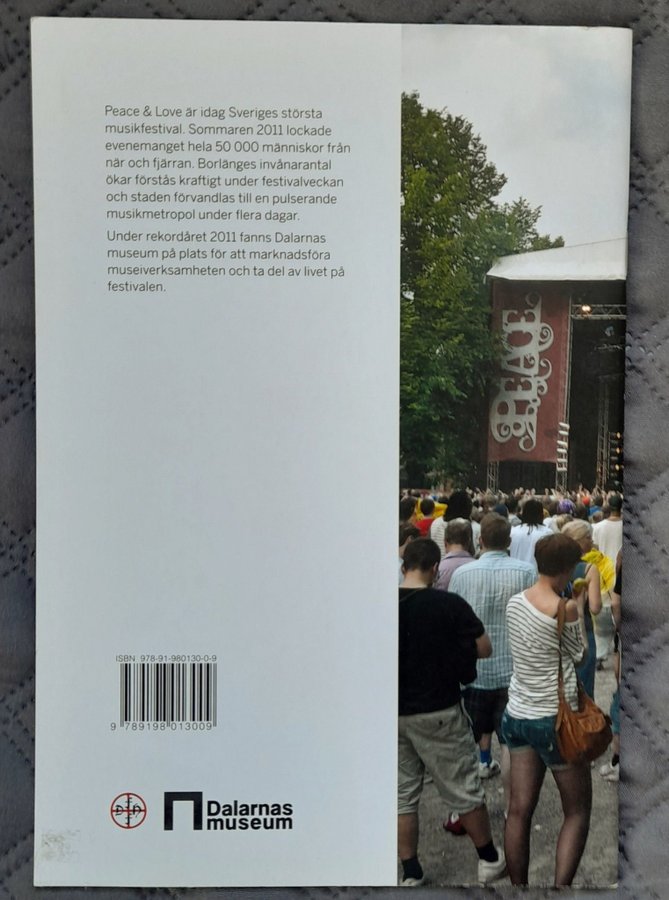 Peace & Love är idag Sveriges största
musikfestival. Sommaren 2011 lockade
evenemanget hela 50 000 människor från
när och fjärran. Borlänges invånarantal
ökar förstås kraftigt under festivalveckan
och staden förvandlas till en pulserande
musikmetropol under flera dagar.
Under rekordåret 2011 fanns Dalarnas
museum på plats för att marknadsföra
museiverksamheten och ta del av livet på
festivalen.
PEACE
ISBN 978-91-980130-0-9
9 789198 013009
Dalarnas
museum